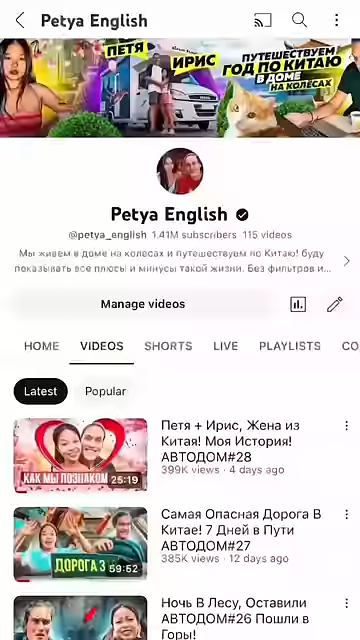 Petya English
ПЕТЯ
ИРИС
ПУТЕШЕСТВУЕМ
ГОД ПО КИТАЮ
В ДОМЕ
НА КОЛЕСАХ
Petya English
@petya_english 1.41M subscribers 115 videos
Мы живем в доме на колесах и путешествуем по Китаю! буду
показывать все плюсы и минусы такой жизни. Без фильтров и...
Manage videos
HOME
VIDEOS
SHORTS
LIVE
PLAYLISTS
CO
Latest
Popular
КАК МЫ ПОЗНАКОМ
25:19
Петя + Ирис, Жена из
Китая! Моя История!
АВТОДОМ#28
399K views · 4 days ago
ДОРОГА З
59:52
Самая Опасная Дорога В
Китае! 7 Дней в Пути
АВТОДОМ#27
385K views · 12 days ago
Ночь В Лесу, Оставили
АВТОДОМ#26 Пошли в
Горы!